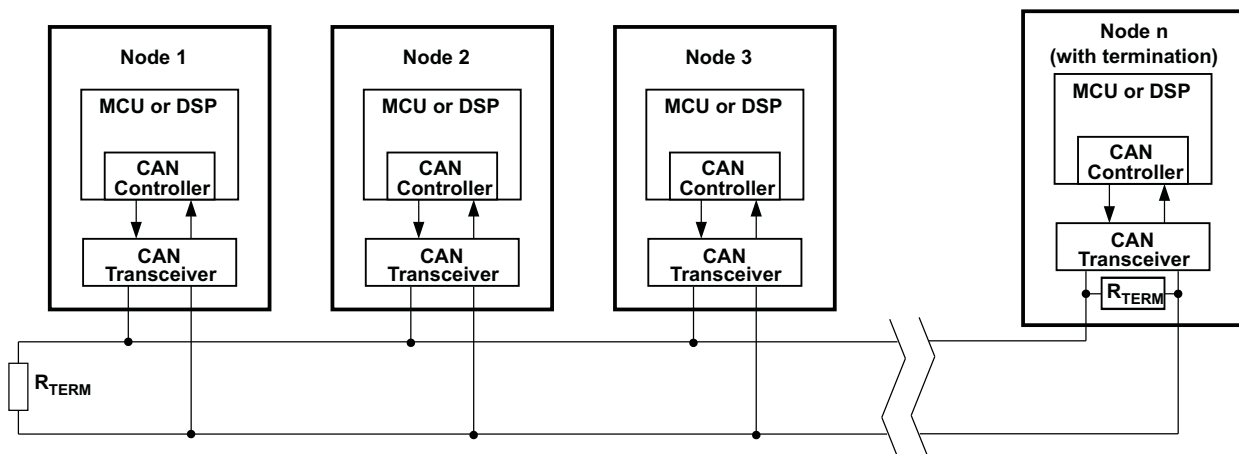 Node 1
MCU or DSP
CAN
Controller
CAN
Transceiver
Node 2
MCU or DSP
CAN
Controller
CAN
Transceiver
Node 3
MCU or DSP
CAN
Controller
CAN
Transceiver
Node n
(with termination)
MCU or DSP
CAN
Controller
CAN
Transceiver
RTERM
RTERM